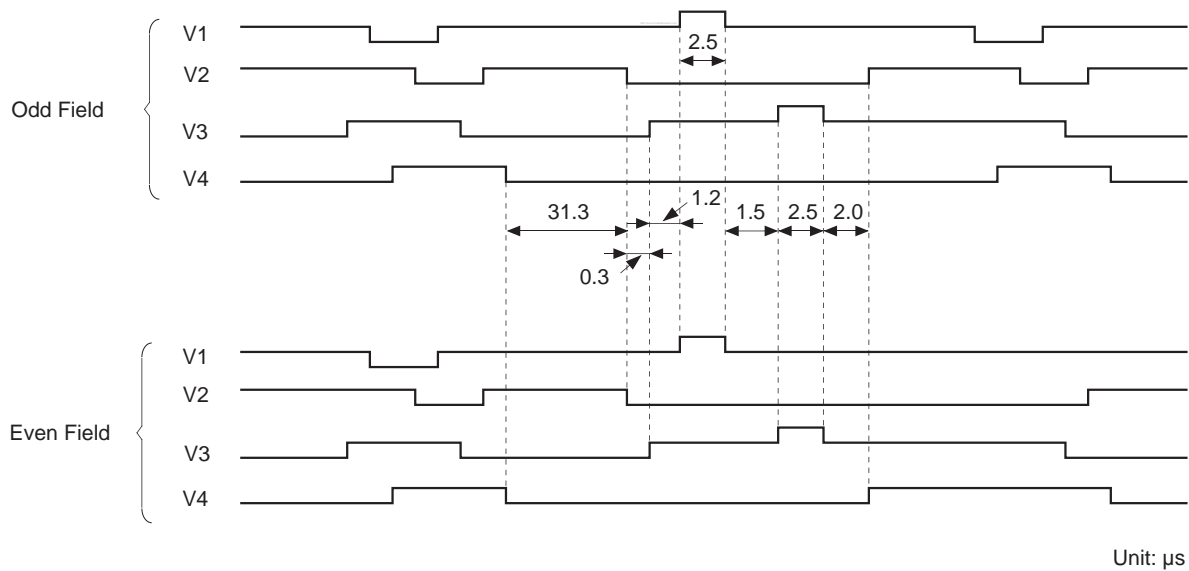 Odd Field
V1
2.5
V2
V3
V4
31.3
1.2
1.5
2.5
2.0
0.3
Even Field
V1
V2
V3
V4
Unit: µs